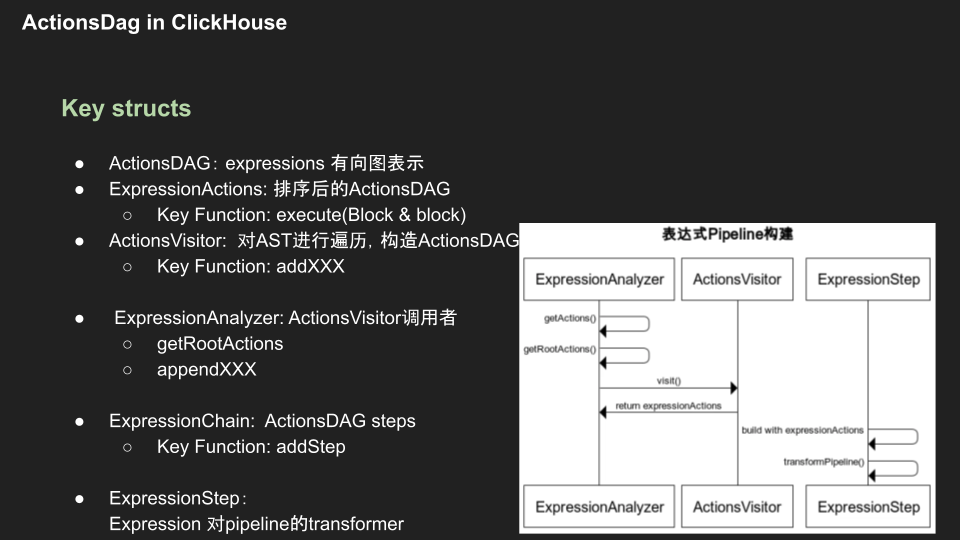 ActionsDag in ClickHouse
Key structs
● ActionsDAG：expressions 有向图表示
● ExpressionActions: 排序后的ActionsDAG
○ Key Function: execute(Block & block)
● ActionsVisitor: 对AST进行遍历，构造ActionsDAG
○ Key Function: addXXX
● ExpressionAnalyzer: ActionsVisitor调用者
○ getRootActions
○ appendXXX
● ExpressionChain: ActionsDAG steps
○ Key Function: addStep
● ExpressionStep：
Expression 对pipeline的transformer
表达式Pipeline构建
ExpressionAnalyzer ActionsVisitor ExpressionStep
getActions()
getRootActions()
visit()
return expressionActions
build with expressionActions
transformPipeline()
ExpressionAnalyzer ActionsVisitor ExpressionStep